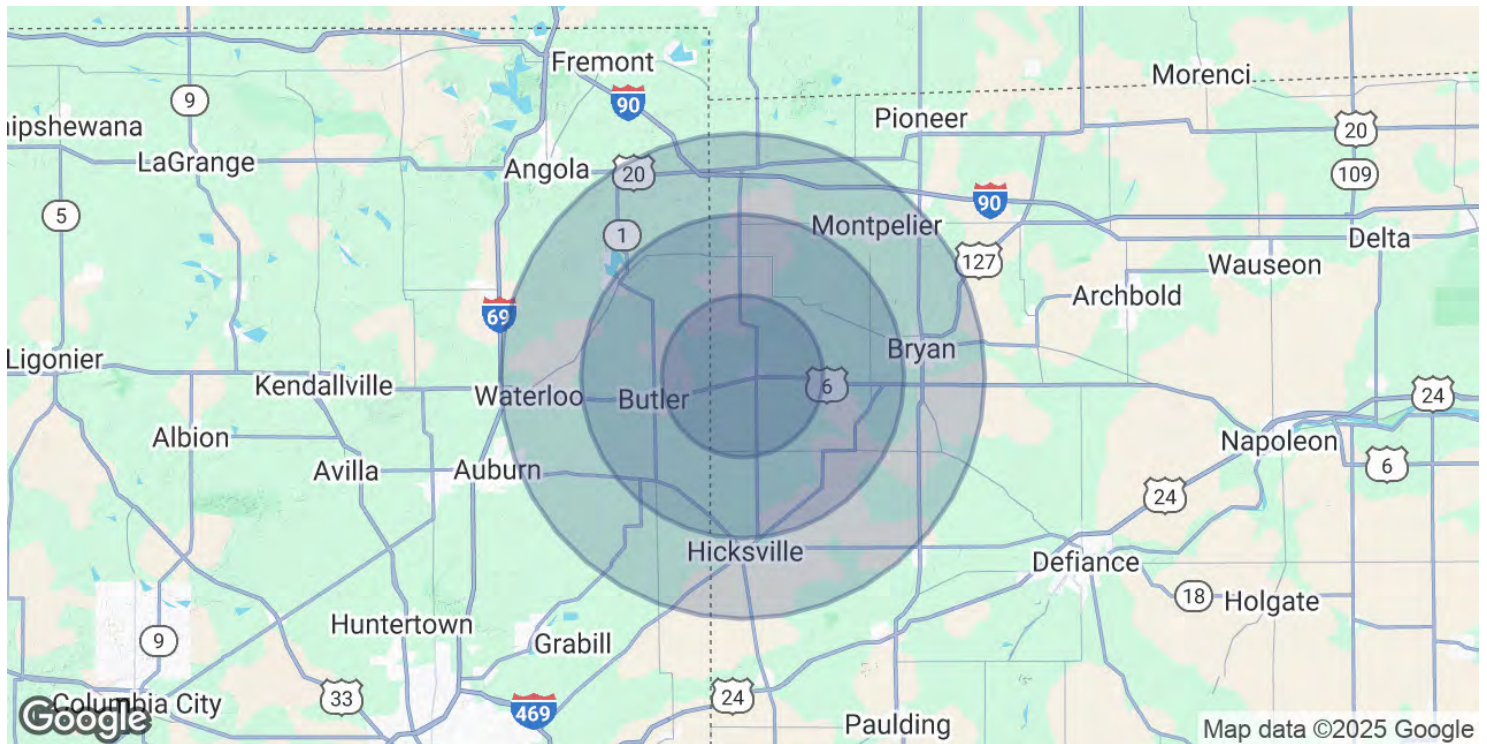 Fremont
Morenci
9
90
Pioneer
20
hipshewana
LaGrange
Angola
20
109
5
90
1
Montpelier
Delta
127
Wauseon
Archbold
69
Ligonier
Bryan
Kendallville
Waterloo
Butler
6
24
Albion
Napoleon
Avilla
Auburn
6
24
Hicksville
Defiance
18
Holgate
Huntertown
9
Grabill
33
24
Columbia City
469
Google
Paulding
Map data ©2025 Google